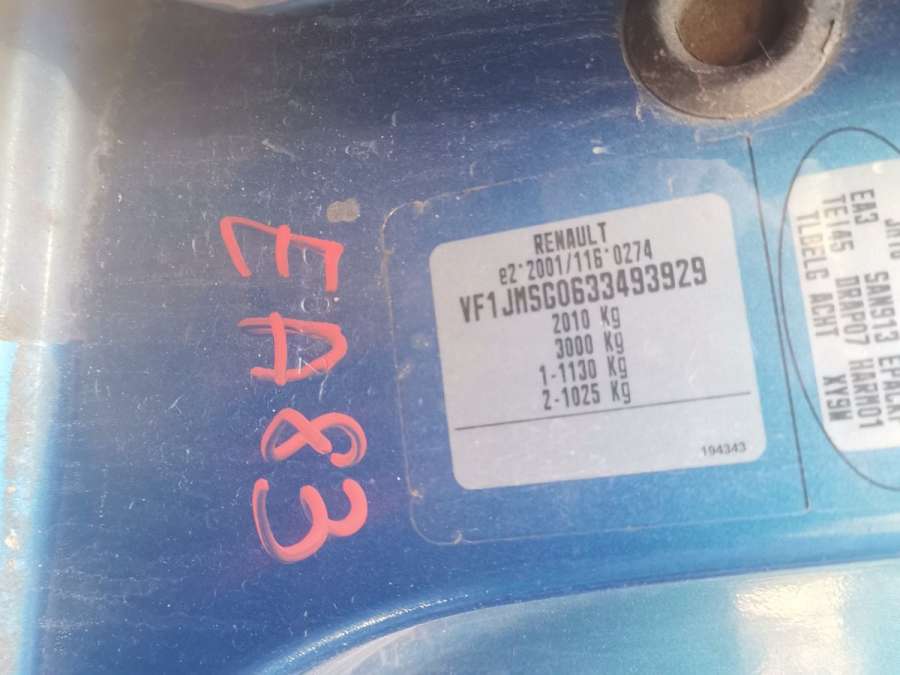 EA83
RENAULT
e2*2001/116*0274
VF1JMSG0633493929
2010 Kg
3000 Kg
1-1130 Kg
2-1025 Kg
194343
SAN913 EPACKT
EA3
TE145 DRAP07 HARM01
TLBELG ACHT XY9W